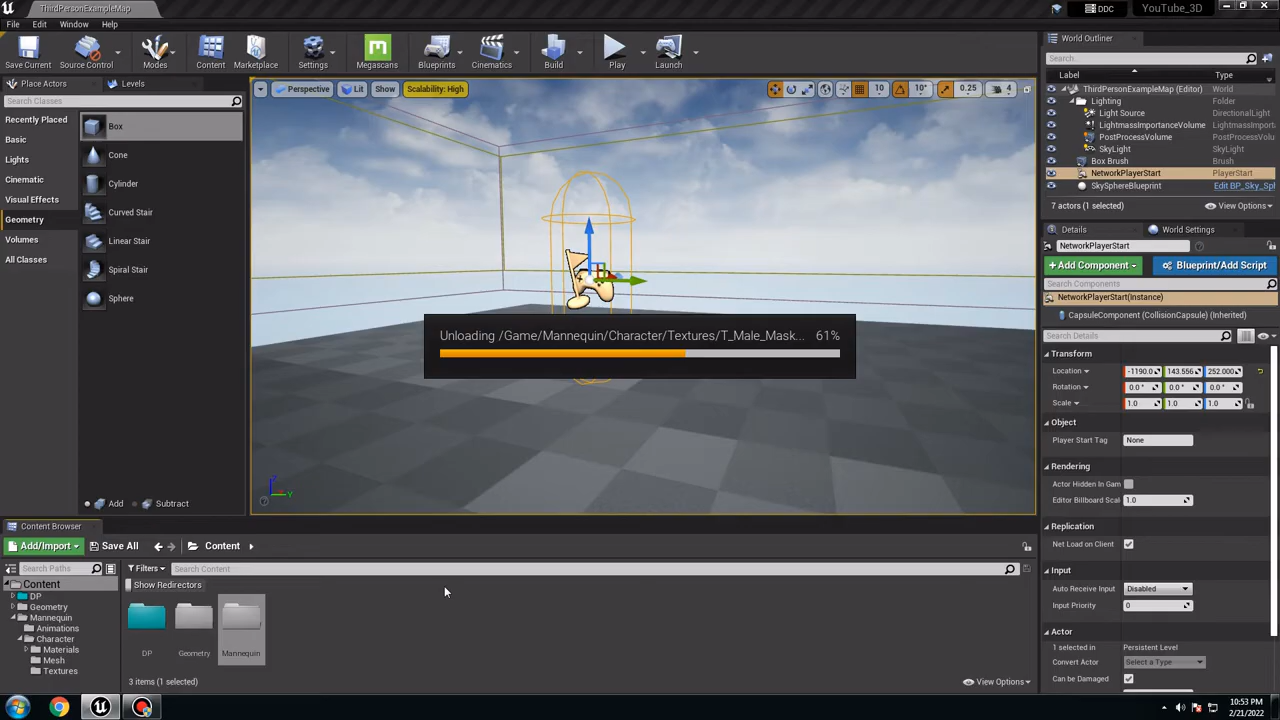 ThirdPersonExampleMap
DDC
YouTube_3D
File Edit Window Help
Save Current
Source Control
Modes
Content
Marketplace
Settings
Megascans
Blueprints
Cinematics
Build
Play
Launch
Place Actors
Levels
Search Classes
Recently Placed
Basic
Lights
Cinematic
Visual Effects
Geometry
Volumes
All Classes
Box
Cone
Cylinder
Curved Stair
Linear Stair
Spiral Stair
Sphere
Add
Subtract
Perspective
Lit
Show
Scalability: High
10
10°
0.25
4
Unloading /Game/Mannequin/Character/Textures/T_Male_Mask... 61%
World Outliner
Search...
Label Type
ThirdPersonExampleMap (Editor) World
Lighting Folder
Light Source DirectionalLight
LightmassImportanceVolume LightmassImport
PostProcessVolume PostProcessVolum
SkyLight SkyLight
Box Brush Brush
NetworkPlayerStart PlayerStart
SkySphereBlueprint Edit BP_Sky_Sp
7 actors (1 selected)
View Options
Details
World Settings
NetworkPlayerStart
+ Add Component
Blueprint/Add Script
Search Components
NetworkPlayerStart(Instance)
CapsuleComponent (CollisionCapsule) (Inherited)
Search Details
Transform
Location -1190.0 143.556 252.000
Rotation 0.0 ° 0.0 ° 0.0 °
Scale 1.0 1.0 1.0
Object
Player Start Tag None
Rendering
Actor Hidden In Gam
Editor Billboard Scal 1.0
Replication
Net Load on Client
Input
Auto Receive Input Disabled
Input Priority 0
Actor
1 selected in Persistent Level
Convert Actor Select a Type
Can be Damaged
Content Browser
Add/Import
Save All
Content
Search Paths
Filters
Search Content
Show Redirectors
Content
DP
Geometry
Mannequin
Animations
Character
Materials
Mesh
Textures
DP
Geometry
Mannequin
3 items (1 selected)
View Options
10:53 PM
2/21/2022